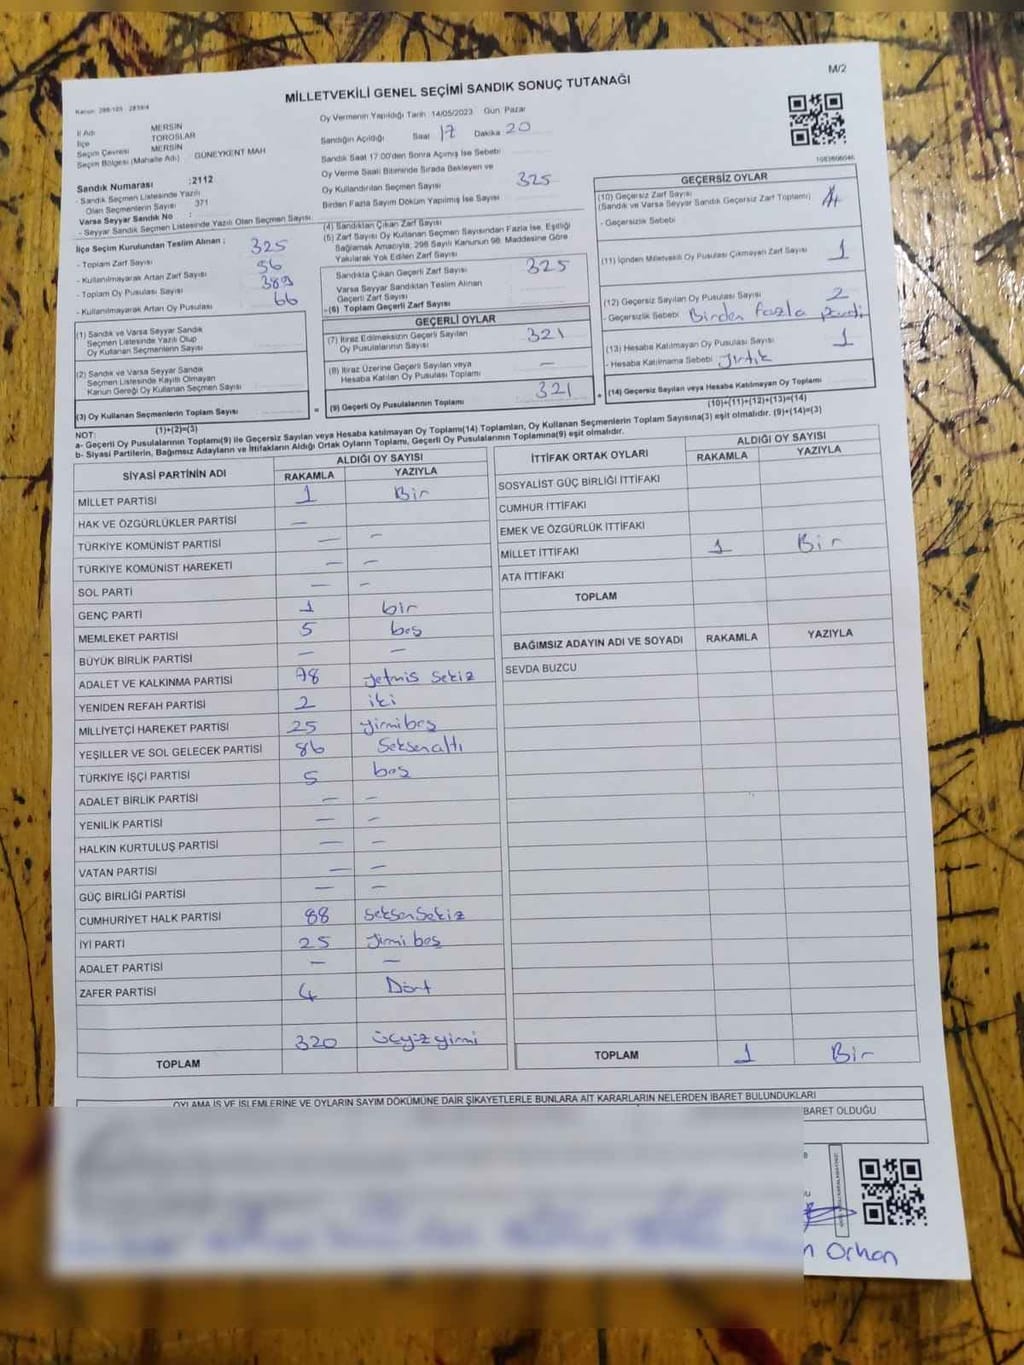 M/2
MİLLETVEKİLİ GENEL SEÇİMİ SANDIK SONUÇ TUTANAĞI
İl Adı MERSİN
İlçe TOROSLAR
Seçim Çevresi MERSİN
Seçim Bölgesi (Mahalle Adı) GÜNEYKENT MAH
Sandık Numarası :2112
- Sandık Seçmen Listesinde Yazılı
Olan Seçmenlerin Sayısı : 371
Varsa Seyyar Sandık No :
- Seyyar Sandık Seçmen Listesinde Yazılı Olan Seçmen Sayısı:
İlçe Seçim Kurulundan Teslim Alınan :
- Toplam Zarf Sayısı 325
- Kullanılmayarak Artan Zarf Sayısı 56
- Toplam Oy Pusulası Sayısı 389
- Kullanılmayarak Artan Oy Pusulası 66
(1) Sandık ve Varsa Seyyar Sandık
Seçmen Listesinde Yazılı Olup
Oy Kullanan Seçmenlerin Sayısı
(2) Sandık ve Varsa Seyyar Sandık
Seçmen Listesinde Kayıtlı Olmayan
Kanun Gereği Oy Kullanan Seçmen Sayısı
(3) Oy Kullanan Seçmenlerin Toplam Sayısı
(1)+(2)=(3)
Oy Vermenin Yapıldığı Tarih 14/05/2023 Gün Pazar
Sandığın Açıldığı Saat 17 Dakika 20
Sandık Saat 17.00'den Sonra Açımış İse Sebebi
Oy Verme Saati Bitiminde Sırada Bekleyen ve
Oy Kullandırılan Seçmen Sayısı 325
Birden Fazla Sayım Döküm Yapılmış İse Sayısı
(4) Sandıktan Çıkan Zarf Sayısı
(5) Zarf Sayısı Oy Kullanan Seçmen Sayısından Fazla İse, Eşitliği
Sağlamak Amacıyla, 298 Sayılı Kanunun 98. Maddesine Göre
Yakılarak Yok Edilen Zarf Sayısı
Sandıkta Çıkan Geçerli Zarf Sayısı 325
Varsa Seyyar Sandıktan Teslim Alınan
Geçerli Zarf Sayısı
(6) Toplam Geçerli Zarf Sayısı
GEÇERLİ OYLAR
(7) İtiraz Edilmeksizin Geçerli Sayılan
Oy Pusulalarının Sayısı 321
(8) İtiraz Üzerine Geçerli Sayılan veya
Hesaba Katılan Oy Pusulası Toplamı —
= (9) Geçerli Oy Pusulalarının Toplamı 321
GEÇERSİZ OYLAR
(10) Geçersiz Zarf Sayısı
(Sandık ve Varsa Seyyar Sandık Geçersiz Zarf Toplamı)
- Geçersizlik Sebebi
(11) İçinden Milletvekili Oy Pusulası Çıkmayan Zarf Sayısı 1
(12) Geçersiz Sayılan Oy Pusulası Sayısı 2
- Geçersizlik Sebebi Birden fazla
(13) Hesaba Katılmayan Oy Pusulası Sayısı 1
- Hesaba Katılmama Sebebi yırtık
+ (14) Geçersiz Sayılan veya Hesaba Katılmayan Oy Toplamı
(10)+(11)+(12)+(13)=(14)
NOT:
a- Geçerli Oy Pusulalarının Toplamı(9) ile Geçersiz Sayılan veya Hesaba katılmayan Oy Toplamı(14) Toplamları, Oy Kullanan Seçmenlerin Toplam Sayısına(3) eşit olmalıdır. (9)+(14)=(3)
b- Siyasi Partilerin, Bağımsız Adayların ve İttifakların Aldığı Ortak Oyların Toplamı, Geçerli Oy Pusulalarının Toplamına(9) eşit olmalıdır.
SİYASİ PARTİNİN ADI ALDIĞI OY SAYISI
RAKAMLA YAZIYLA
MİLLET PARTİSİ 1 Bir
HAK VE ÖZGÜRLÜKLER PARTİSİ —
TÜRKİYE KOMÜNİST PARTİSİ — —
TÜRKİYE KOMÜNİST HAREKETİ — —
SOL PARTİ — —
GENÇ PARTİ 1 bir
MEMLEKET PARTİSİ 5 beş
BÜYÜK BİRLİK PARTİSİ — —
ADALET VE KALKINMA PARTİSİ 78 yetmiş sekiz
YENİDEN REFAH PARTİSİ 2 iki
MİLLİYETÇİ HAREKET PARTİSİ 25 yirmibeş
YEŞİLLER VE SOL GELECEK PARTİSİ 86 Seksenaltı
TÜRKİYE İŞÇİ PARTİSİ 5 beş
ADALET BİRLİK PARTİSİ — —
YENİLİK PARTİSİ — —
HALKIN KURTULUŞ PARTİSİ — —
VATAN PARTİSİ — —
GÜÇ BİRLİĞİ PARTİSİ — —
CUMHURİYET HALK PARTİSİ 88 SeksenSekiz
İYİ PARTİ 25 yirmi beş
ADALET PARTİSİ — —
ZAFER PARTİSİ 4 Dört
320 üçyüzyirmi
TOPLAM
İTTİFAK ORTAK OYLARI ALDIĞI OY SAYISI
RAKAMLA YAZIYLA
SOSYALİST GÜÇ BİRLİĞİ İTTİFAKI
CUMHUR İTTİFAKI
EMEK VE ÖZGÜRLÜK İTTİFAKI
MİLLET İTTİFAKI 1 Bir
ATA İTTİFAKI
TOPLAM
BAĞIMSIZ ADAYIN ADI VE SOYADI RAKAMLA YAZIYLA
SEVDA BUZCU
TOPLAM 1 Bir
OYLAMA İŞ VE İŞLEMLERİNE VE OYLARIN SAYIM DÖKÜMÜNE DAİR ŞİKAYETLERLE BUNLARA AİT KARARLARIN NELERDEN İBARET BULUNDUKLARI
BARET OLDUĞU
n Orhan